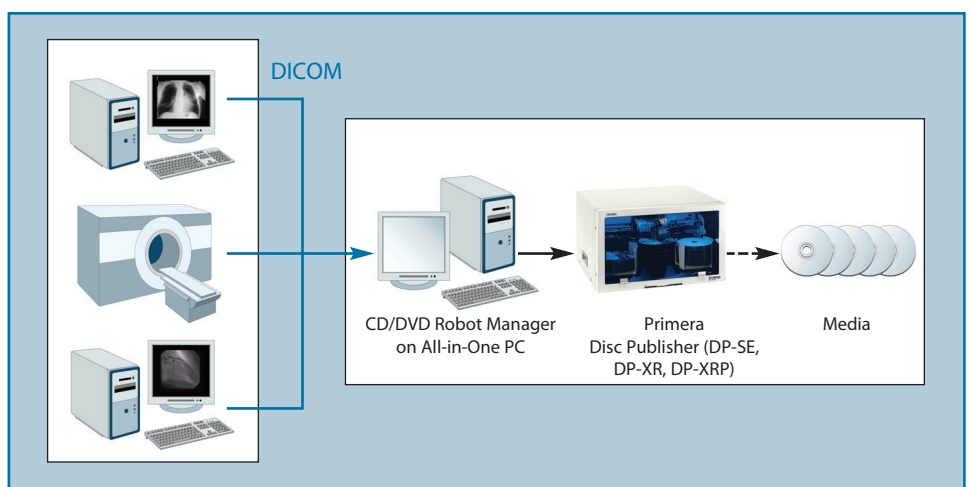 DICOM
CD/DVD Robot Manager
on All-in-One PC
Primera
Disc Publisher (DP-SE,
DP-XR, DP-XRP)
Media